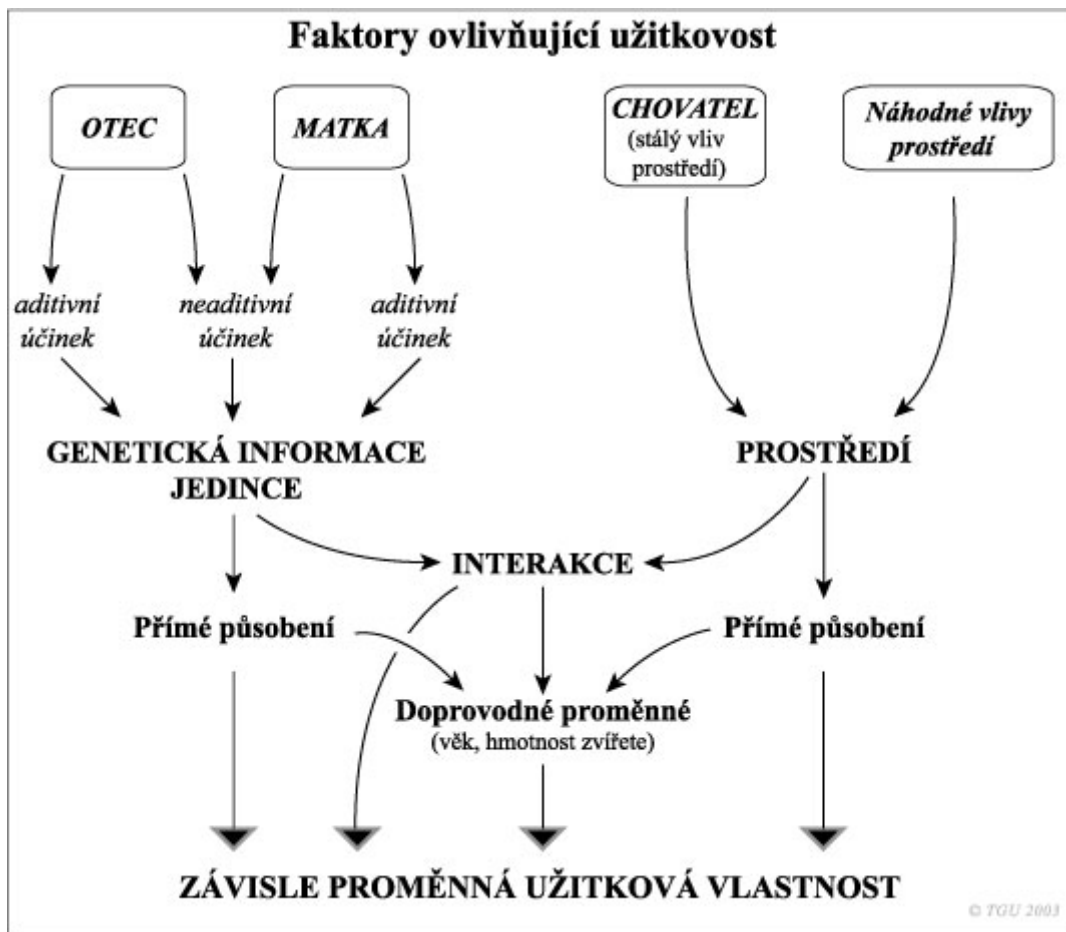 Faktory ovlivňující užitkovost
OTEC
MATKA
CHOVATEL
(stálý vliv
prostředí)
Náhodné vlivy
prostředí
aditivní
účinek
neaditivní
účinek
aditivní
účinek
GENETICKÁ INFORMACE
JEDINCE
PROSTŘEDÍ
INTERAKCE
Přímé působení
Přímé působení
Doprovodné proměnné
(věk, hmotnost zvířete)
ZÁVISLE PROMĚNNÁ UŽITKOVÁ VLASTNOST
© TGU 2003